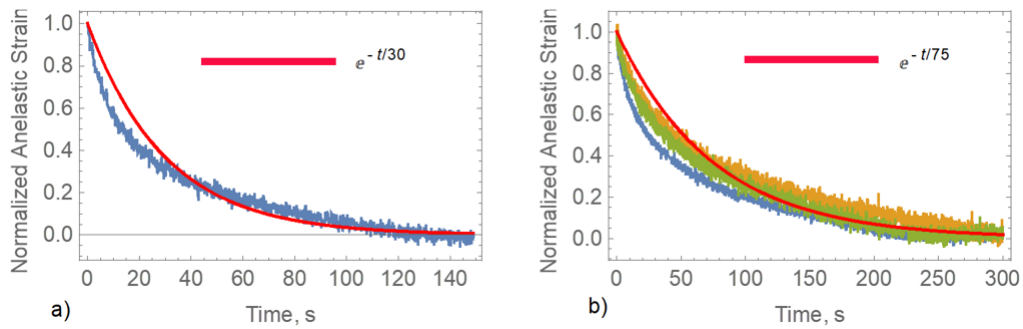 Normalized Anelastic Strain
1.0
0.8
0.6
0.4
0.2
0.0
e^-t/30
0 20 40 60 80 100 120 140
a)
Time, s
Normalized Anelastic Strain
1.0
0.8
0.6
0.4
0.2
0.0
e^-t/75
0 50 100 150 200 250 300
b)
Time, s